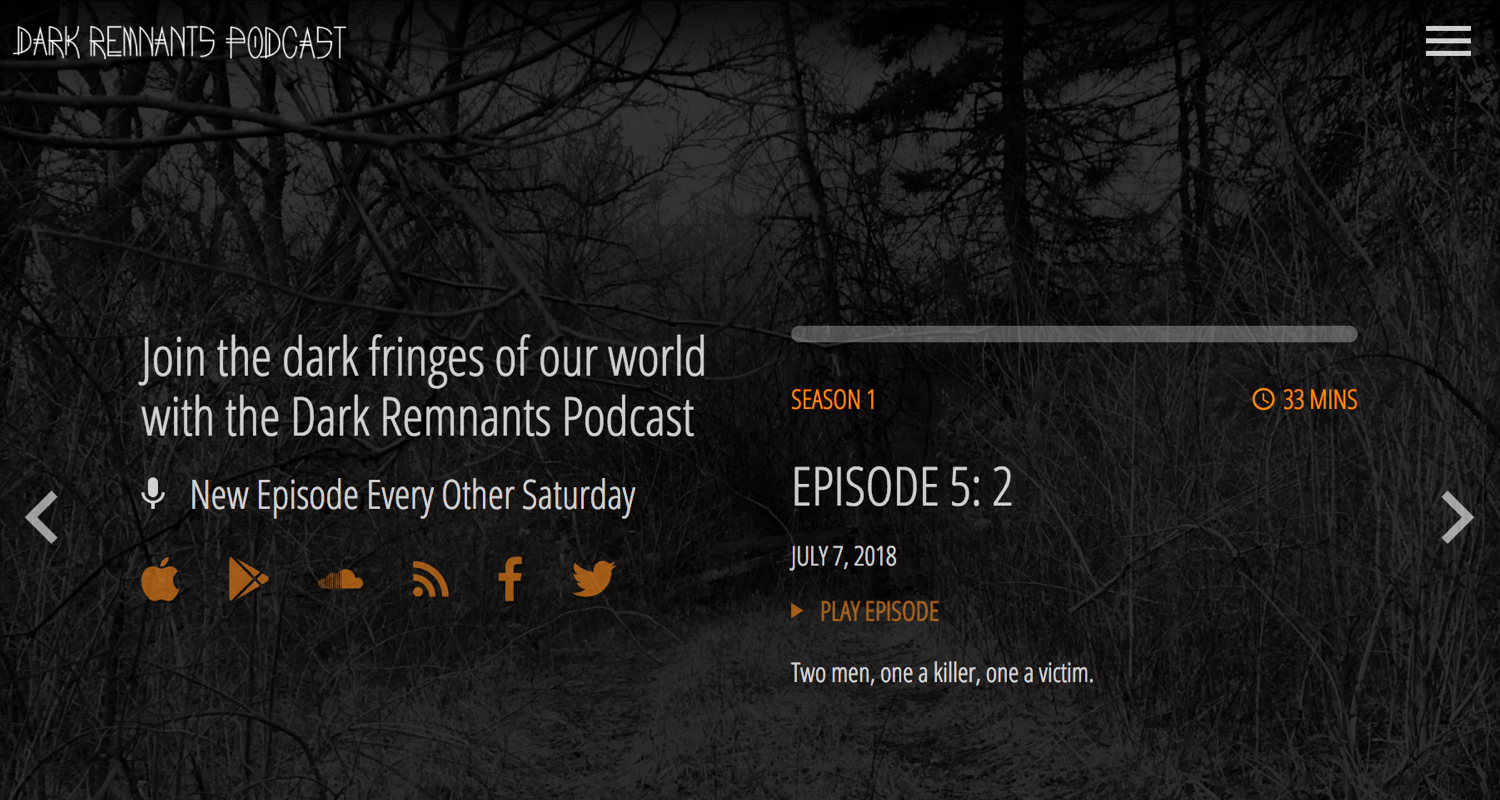 DARK REMNANTS PODCAST
Join the dark fringes of our world
with the Dark Remnants Podcast
New Episode Every Other Saturday
SEASON 1
33 MINS
EPISODE 5: 2
JULY 7, 2018
PLAY EPISODE
Two men, one a killer, one a victim.